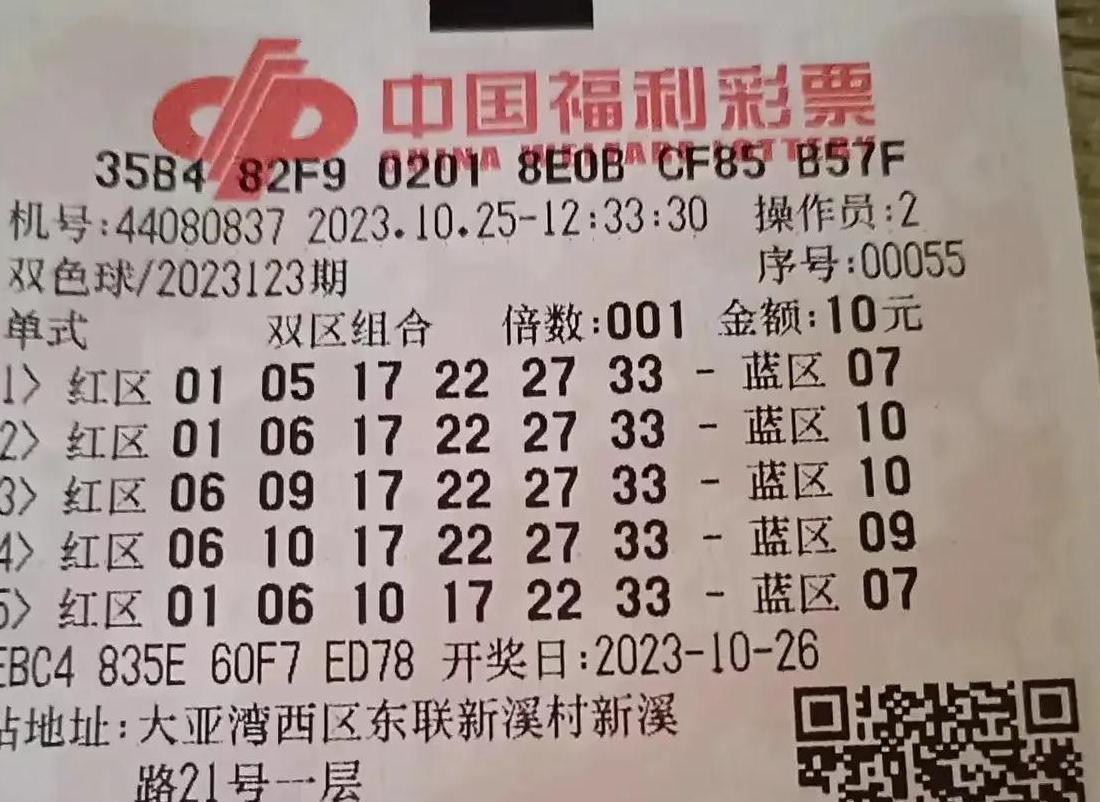 中国福利彩票
CHINA WELFARE LOTTERY
35B4 82F9 0201 8E0B CF85 B57F
机号:44080837 2023.10.25-12:33:30 操作员:2
双色球/2023123期 序号:00055
单式 双区组合 倍数:001 金额:10元
1> 红区 01 05 17 22 27 33 - 蓝区 07
2> 红区 01 06 17 22 27 33 - 蓝区 10
3> 红区 06 09 17 22 27 33 - 蓝区 10
4> 红区 06 10 17 22 27 33 - 蓝区 09
5> 红区 01 06 10 17 22 33 - 蓝区 07
EBC4 835E 60F7 ED78 开奖日:2023-10-26
站地址:大亚湾西区东联新溪村新溪
路21号一层